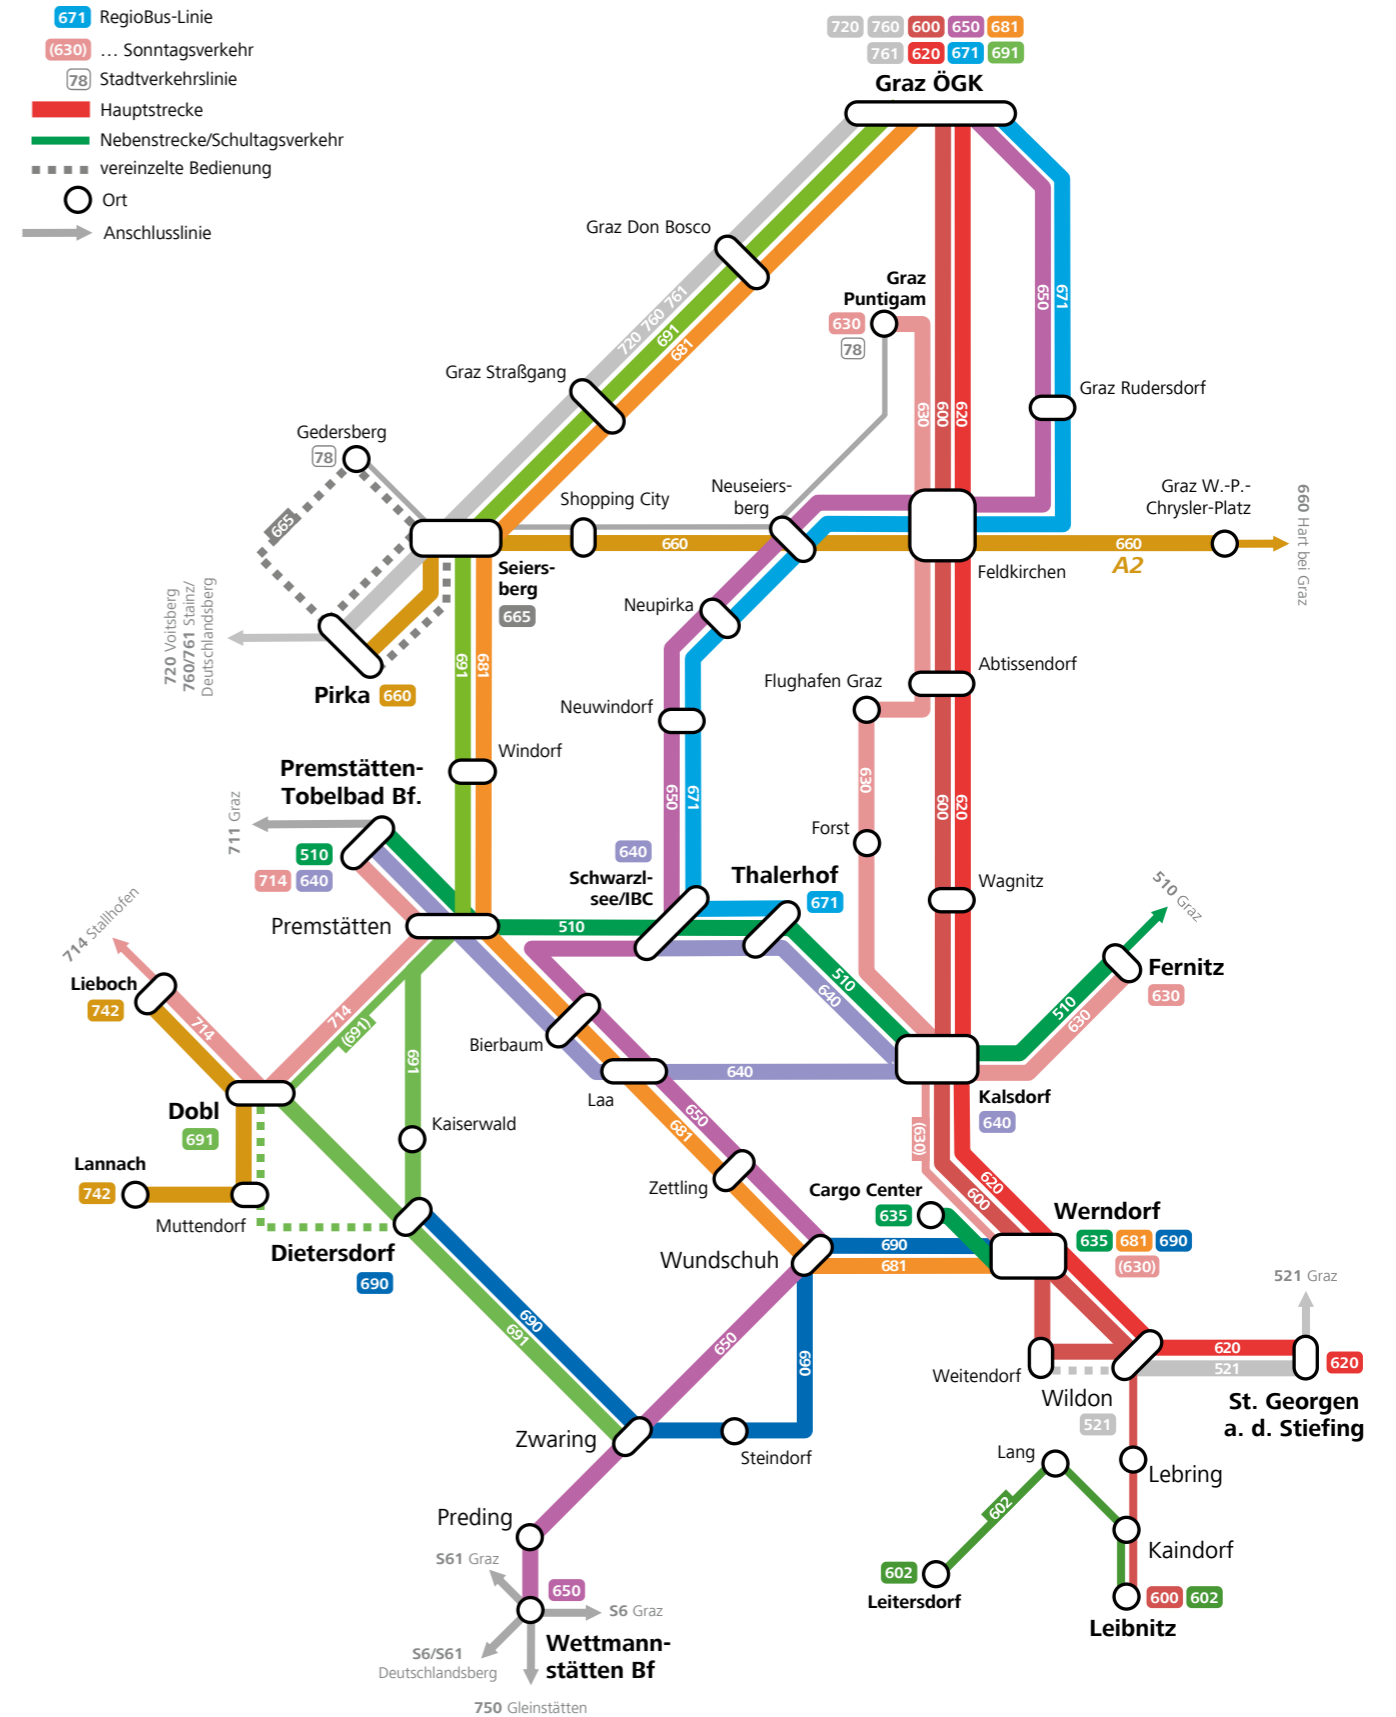 671 RegioBus-Linie
(630) ... Sonntagsverkehr
78 Stadtverkehrslinie
Hauptstrecke
Nebenstrecke/Schultagsverkehr
vereinzelte Bedienung
Ort
Anschlusslinie
720 760 600 650 681
761 620 671 691
Graz ÖGK
Graz Don Bosco
720 760 761
691
681
Graz
Puntigam
630
78
650
671
Graz Straßgang
Graz Rudersdorf
630
600
620
Gedersberg
78
665
Shopping City
Neuseiers-
berg
Graz W.-P.-
Chrysler-Platz
660 Hart bei Graz
660
660
A2
Seiers-
berg
665
Feldkirchen
Neupirka
720 Voitsberg
760/761 Stainz/
Deutschlandsberg
Pirka 660
691
681
Abtissendorf
Flughafen Graz
Neuwindorf
Windorf
Premstätten-
Tobelbad Bf.
711 Graz
510
714 640
650
671
630
600
620
Forst
640
Schwarzl-
see/IBC
Thalerhof
671
Wagnitz
510 Graz
Premstätten
510
714 Stallhofen
Lieboch
742
714
714
(691)
691
Bierbaum
510
640
Fernitz
630
510
630
640
Laa
Kalsdorf
640
Dobl
691
Kaiserwald
650
681
(630)
Lannach
742
Muttendorf
Zettling
620
600
Cargo Center
635
Werndorf
635 681 690
(630)
Dietersdorf
690
Wundschuh
690
681
521 Graz
690
691
650
690
Weitendorf
Wildon
521
620
521
620
St. Georgen
a. d. Stiefing
Zwaring
Steindorf
Lang
Lebring
602
Preding
Kaindorf
S61 Graz
650
S6 Graz
602
Leitersdorf
600 602
Leibnitz
S6/S61
Deutschlandsberg
Wettmann-
stätten Bf
750 Gleinstätten